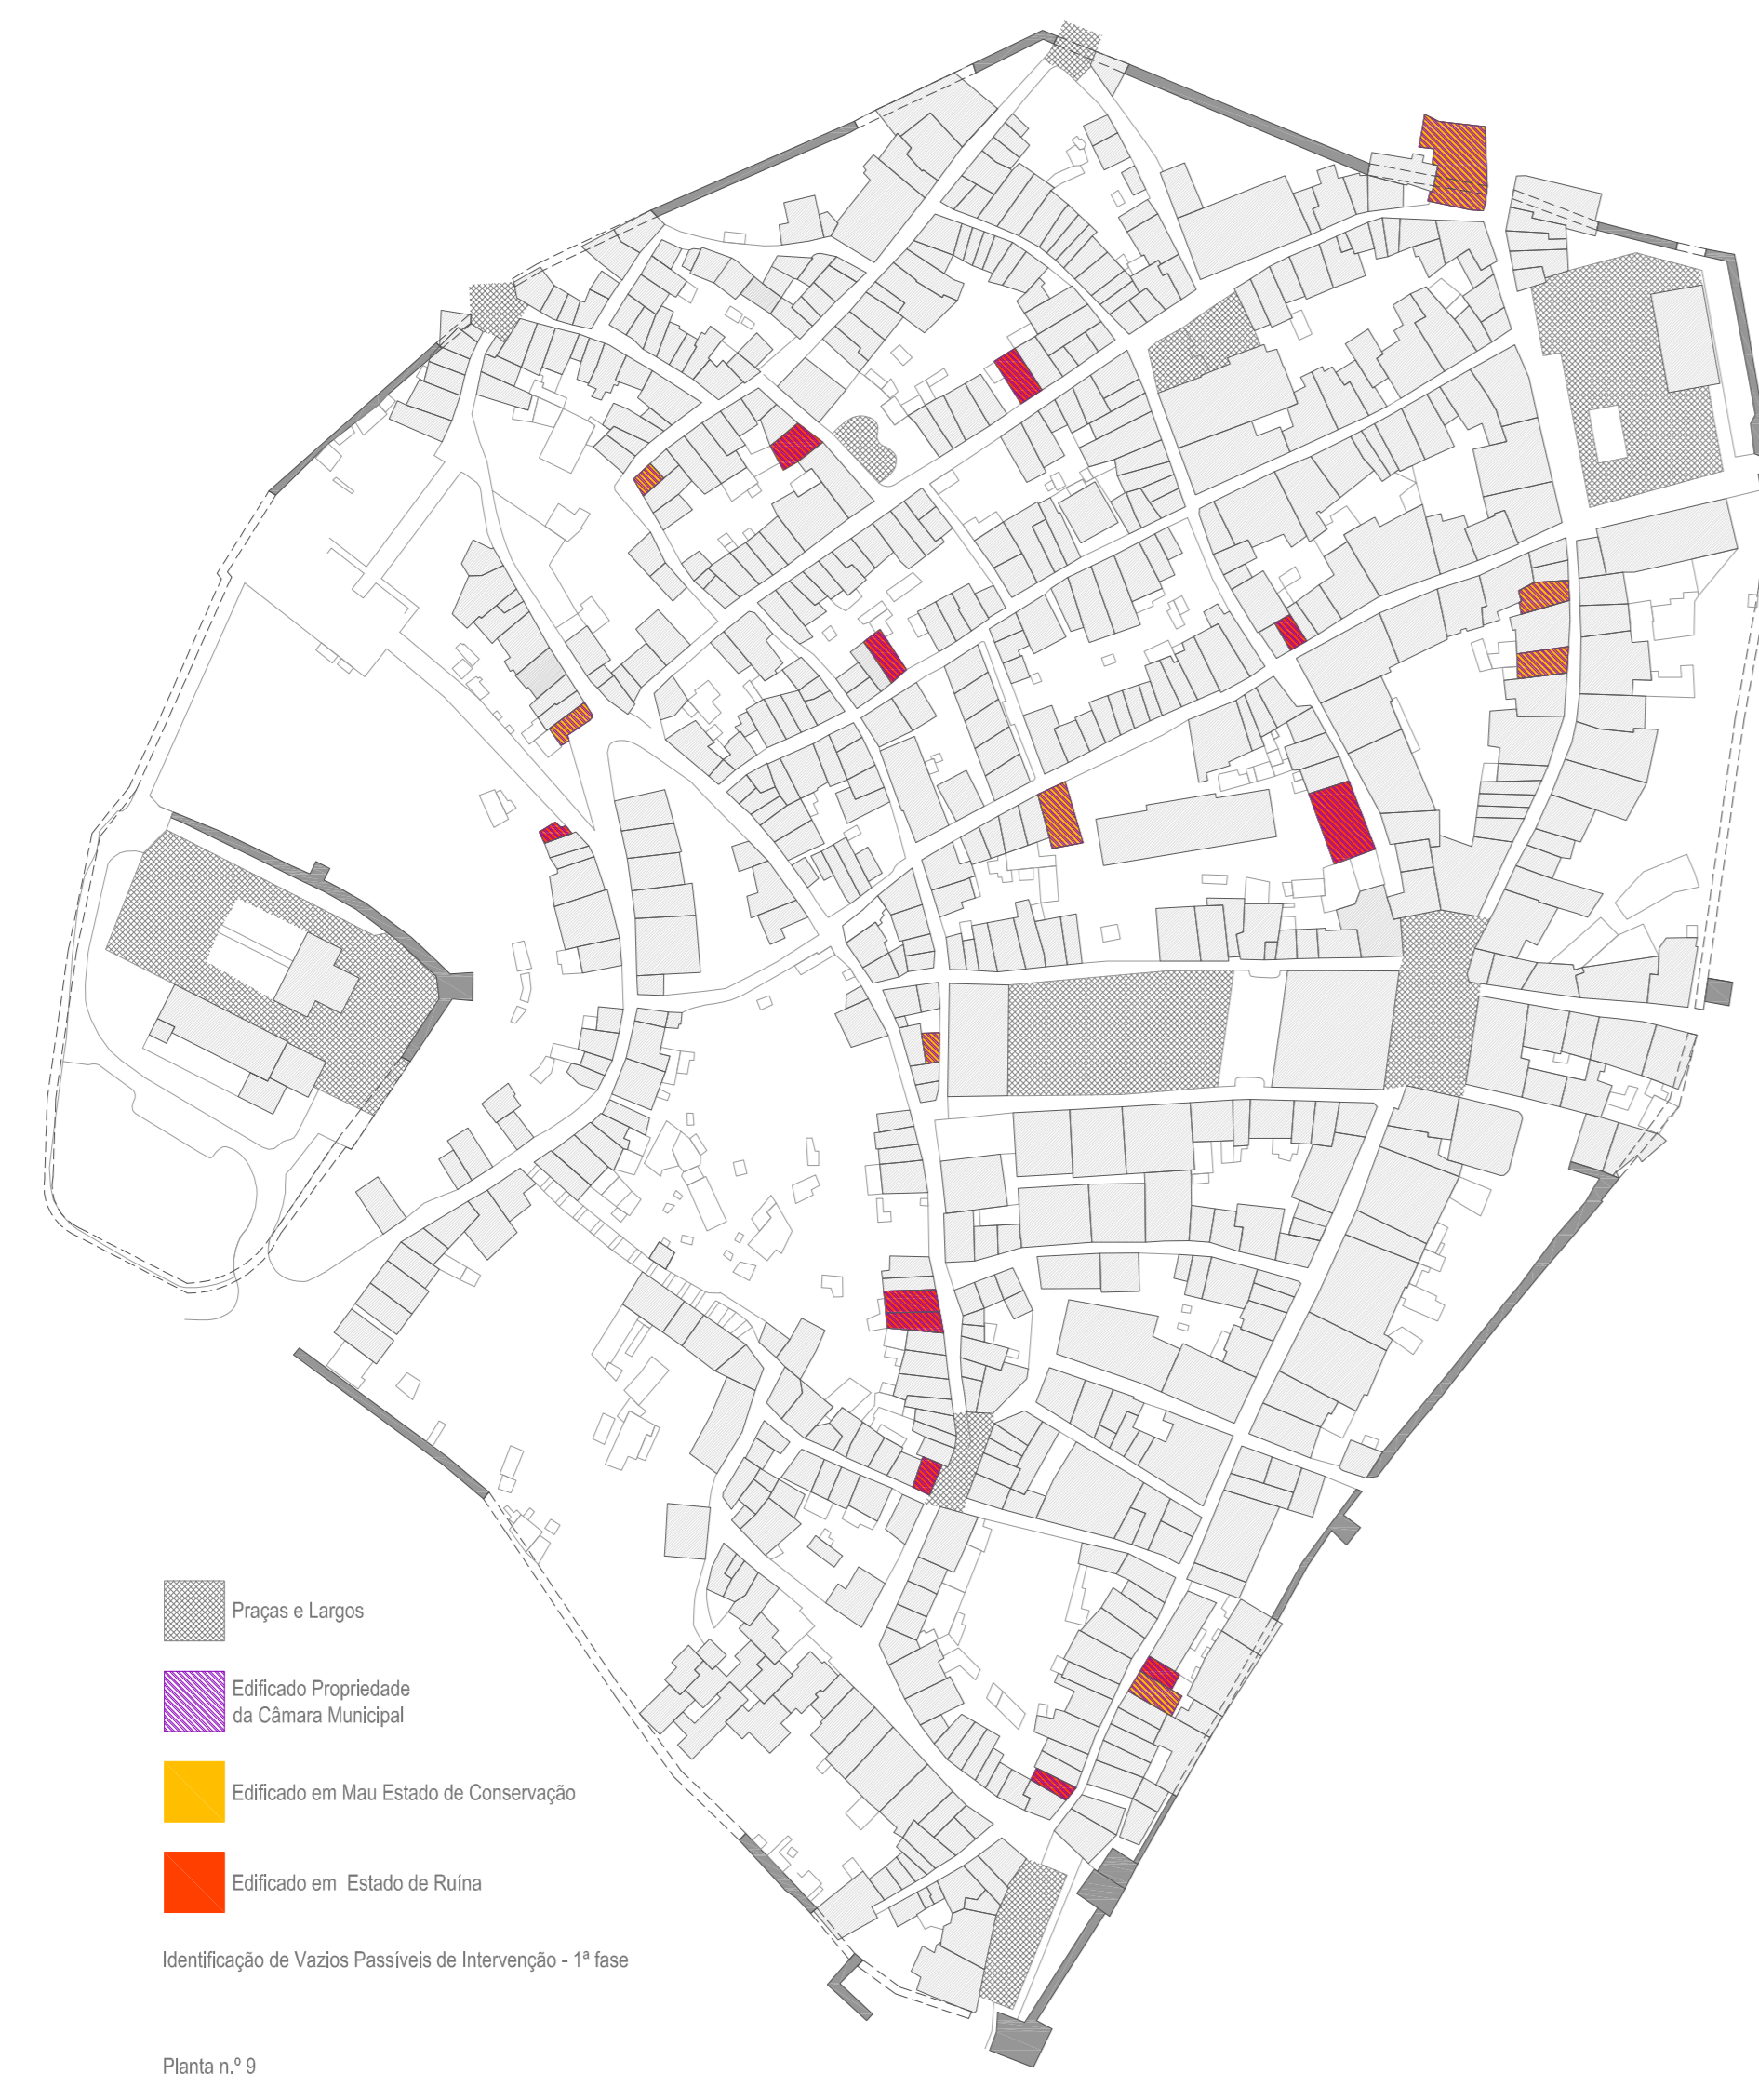 Praças e Largos
Edificado Propriedade
da Câmara Municipal
Edificado em Mau Estado de Conservação
Edificado em  Estado de Ruína
Identificação de Vazios Passíveis de Intervenção - 1ª fase
Planta n.º 9